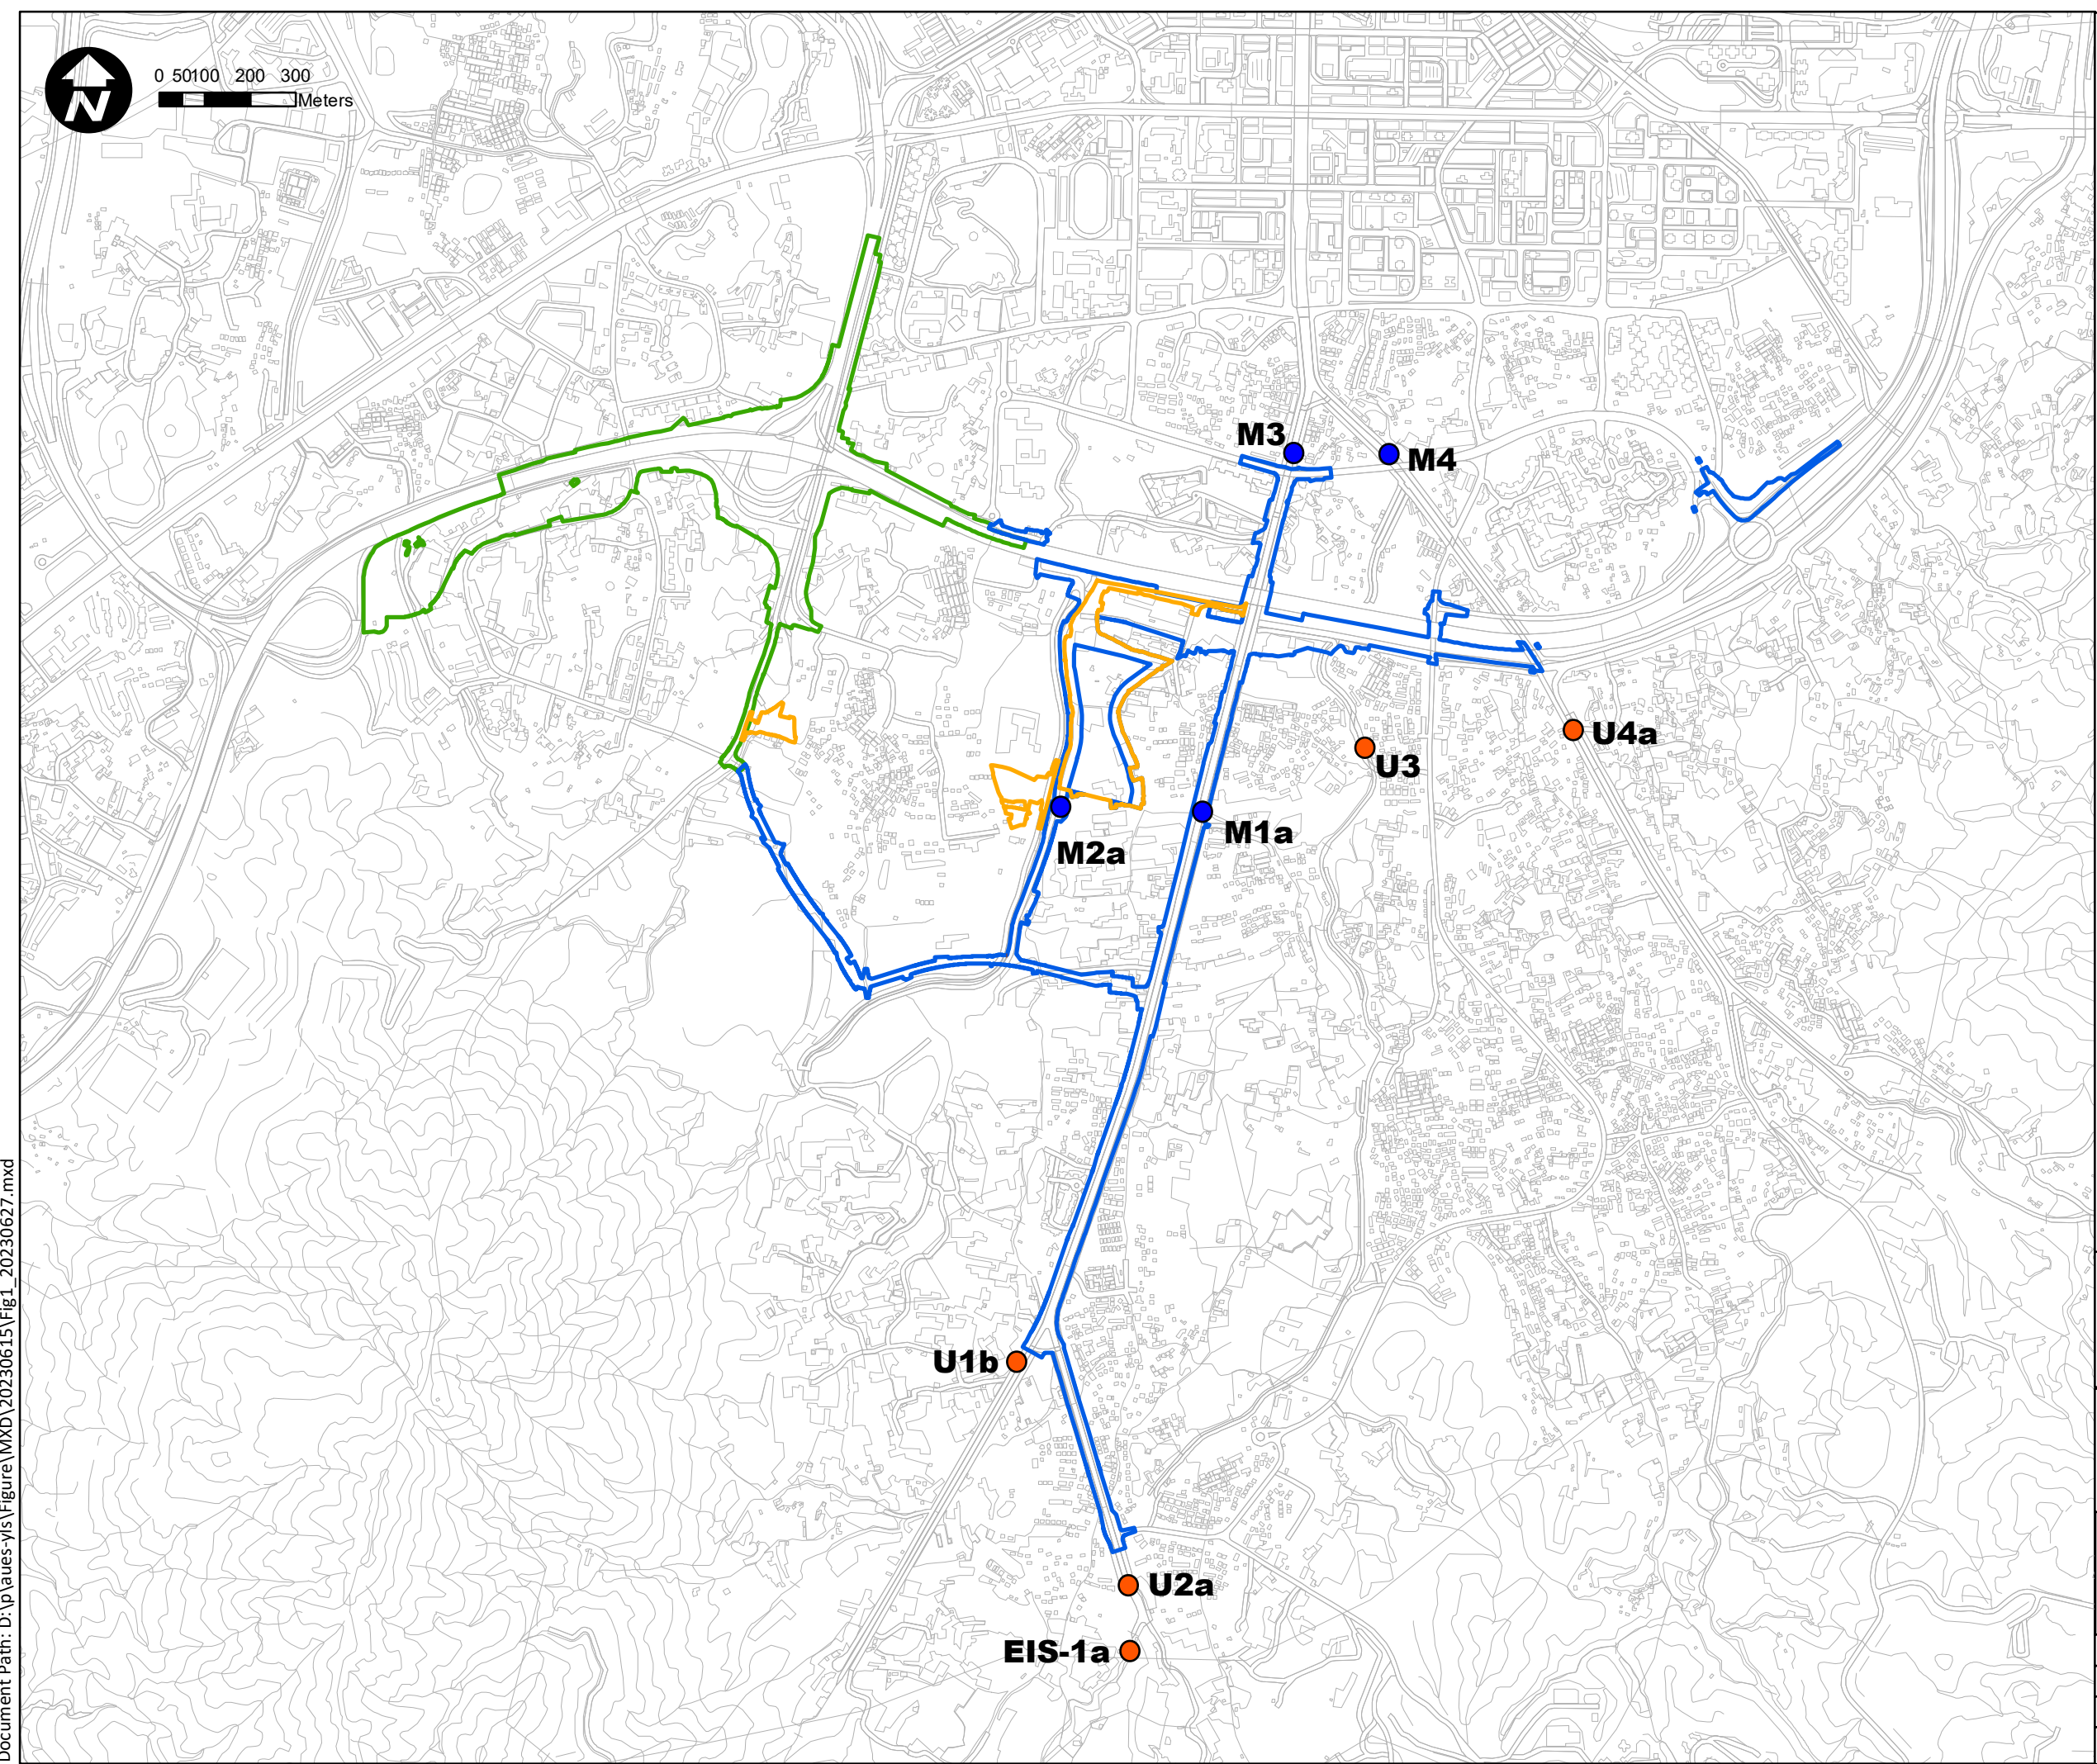 0 50100 200 300
Meters
N
M3
M4
U4a
U3
M1a
M2a
U1b
U2a
EIS-1a
Document Path: D:\p\aues-yls\Figure\MXD\20230615\Fig1_20230627.mxd